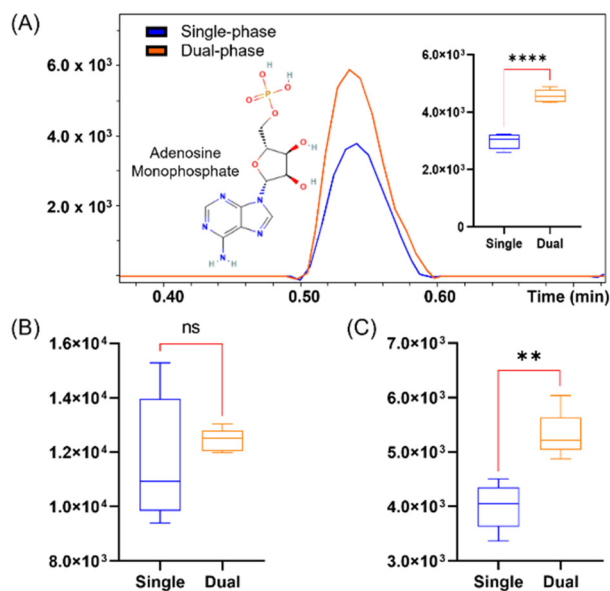 (A)
Single-phase
Dual-phase
6.0 x 10³
4.0 x 10³
2.0 x 10³
Adenosine
Monophosphate
H
O
O
P
O
H
O
O
H
O
O
H
N
N
N
N
N
H
H
0.40
0.50
0.60
Time (min)
6.0×10³
4.0×10³
2.0×10³
0
****
Single
Dual
(B)
ns
1.6×10⁴
1.4×10⁴
1.2×10⁴
1.0×10⁴
8.0×10³
Single
Dual
(C)
**
7.0×10³
6.0×10³
5.0×10³
4.0×10³
3.0×10³
Single
Dual